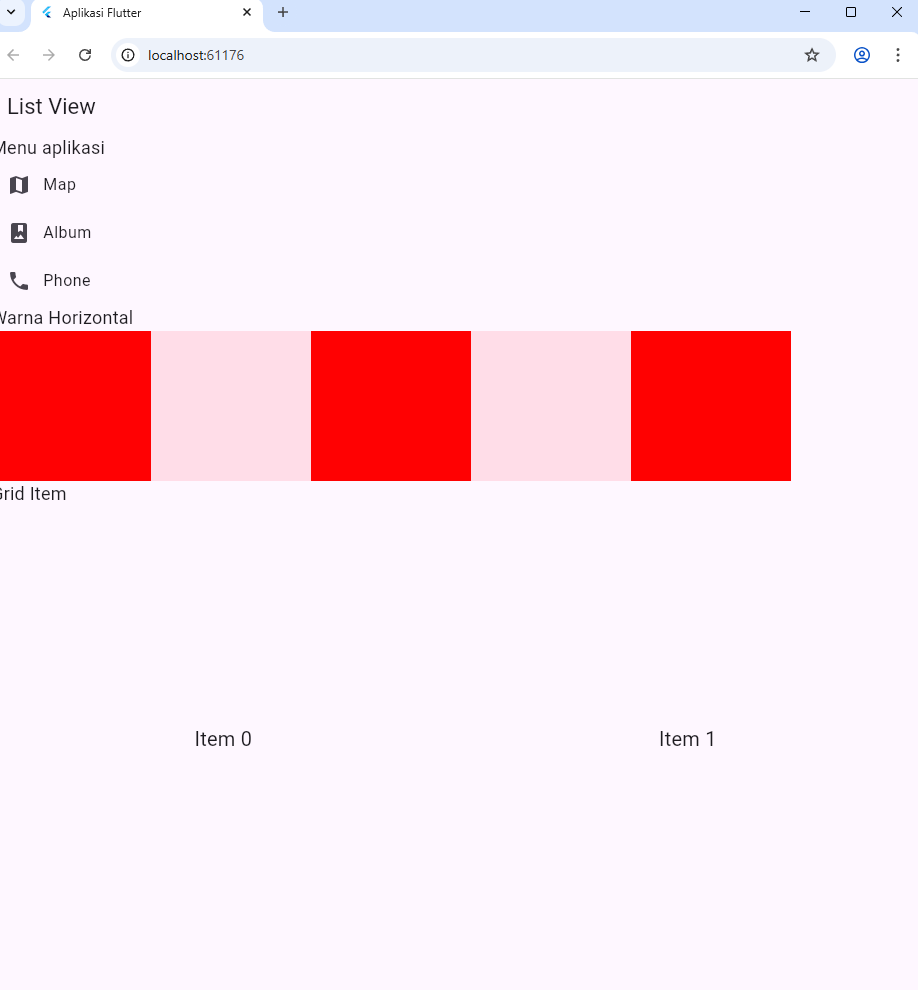 Aplikasi Flutter
localhost:61176
List View
Menu aplikasi
Map
Album
Phone
Warna Horizontal
Grid Item
Item 0
Item 1